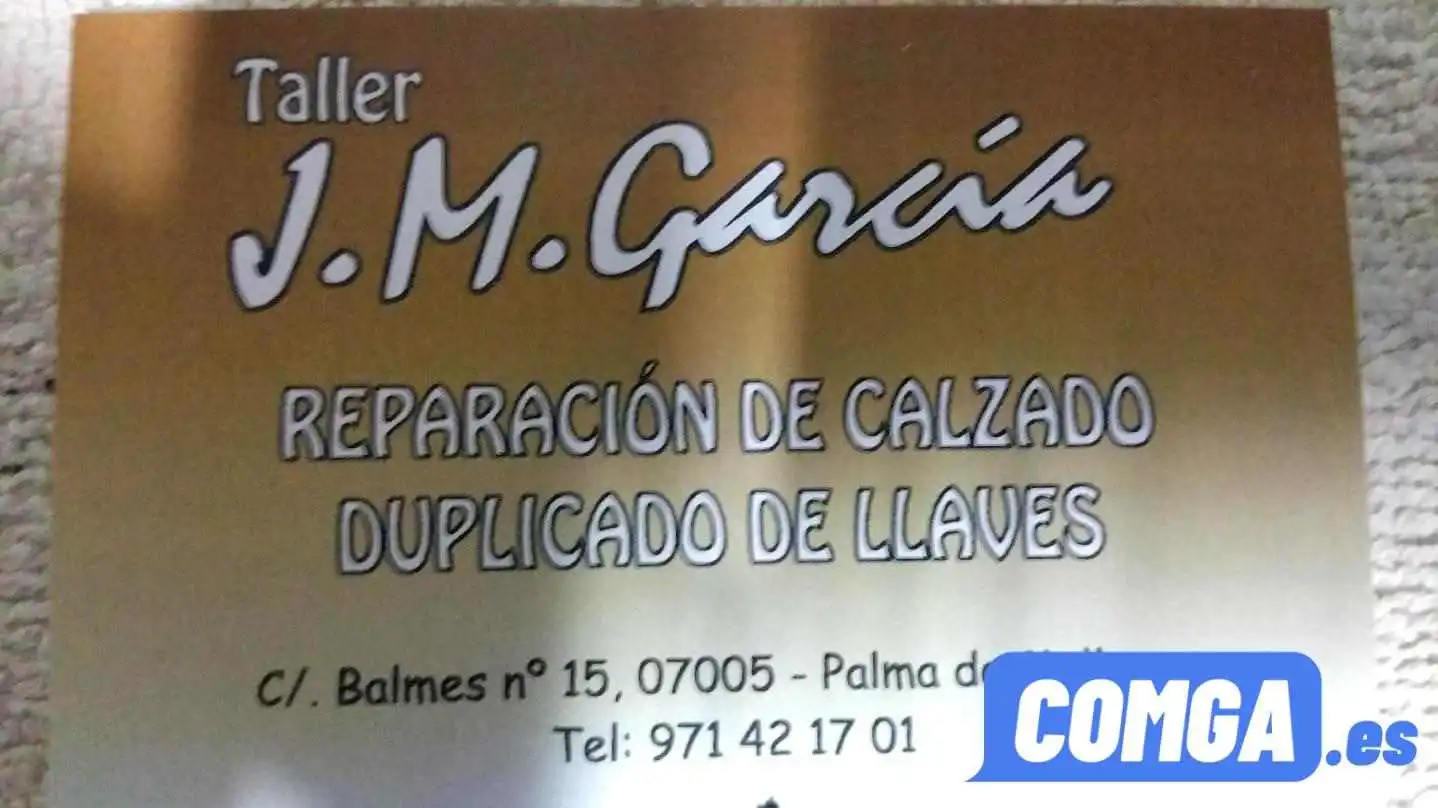 Taller
J.M.García
REPARACIÓN DE CALZADO
DUPLICADO DE LLAVES
C/. Balmes nº 15, 07005 - Palma de
Tel: 971 42 17 01
COMGA.es